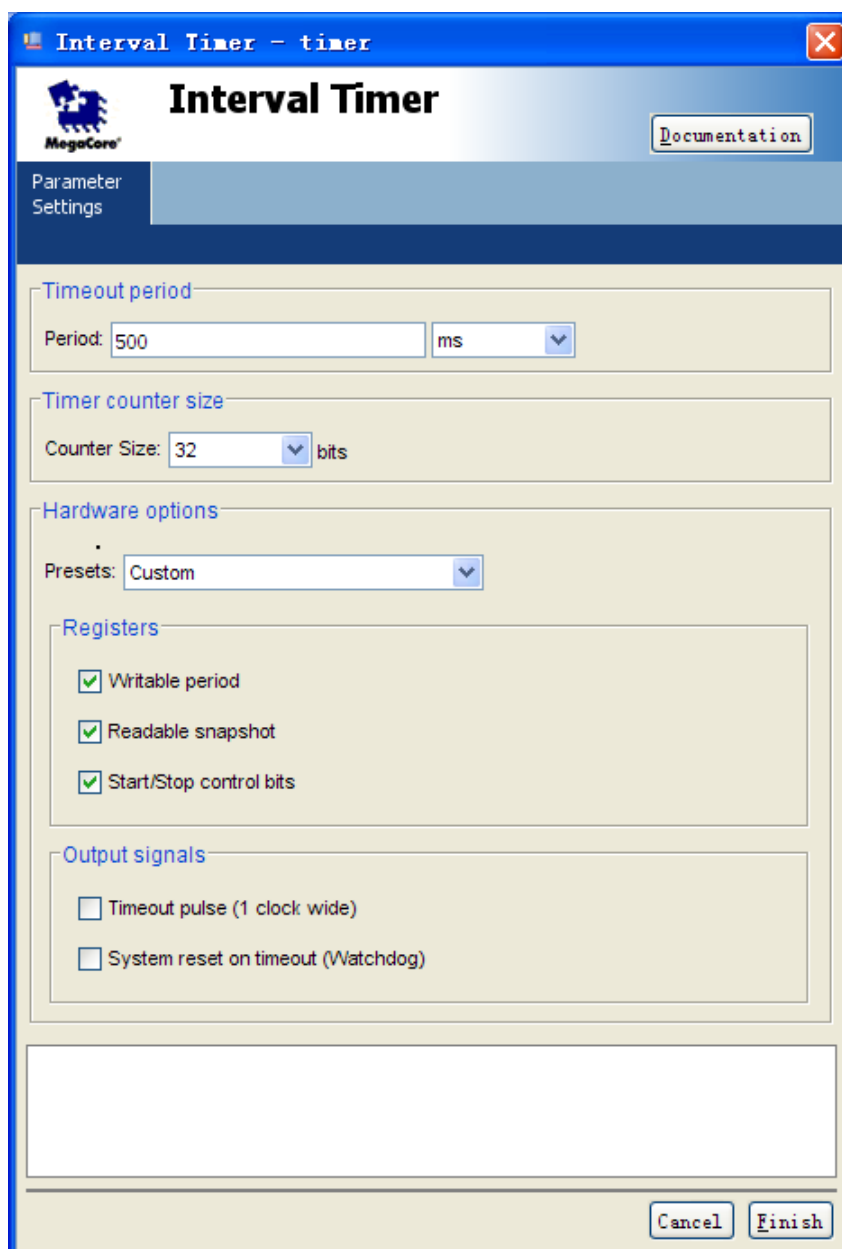 Interval Timer - timer
MegaCore®
Interval Timer
Documentation
Parameter
Settings
Timeout period
Period: 500 ms
Timer counter size
Counter Size: 32 bits
Hardware options
Presets: Custom
Registers
Writable period
Readable snapshot
Start/Stop control bits
Output signals
Timeout pulse (1 clock wide)
System reset on timeout (Watchdog)
Cancel Finish